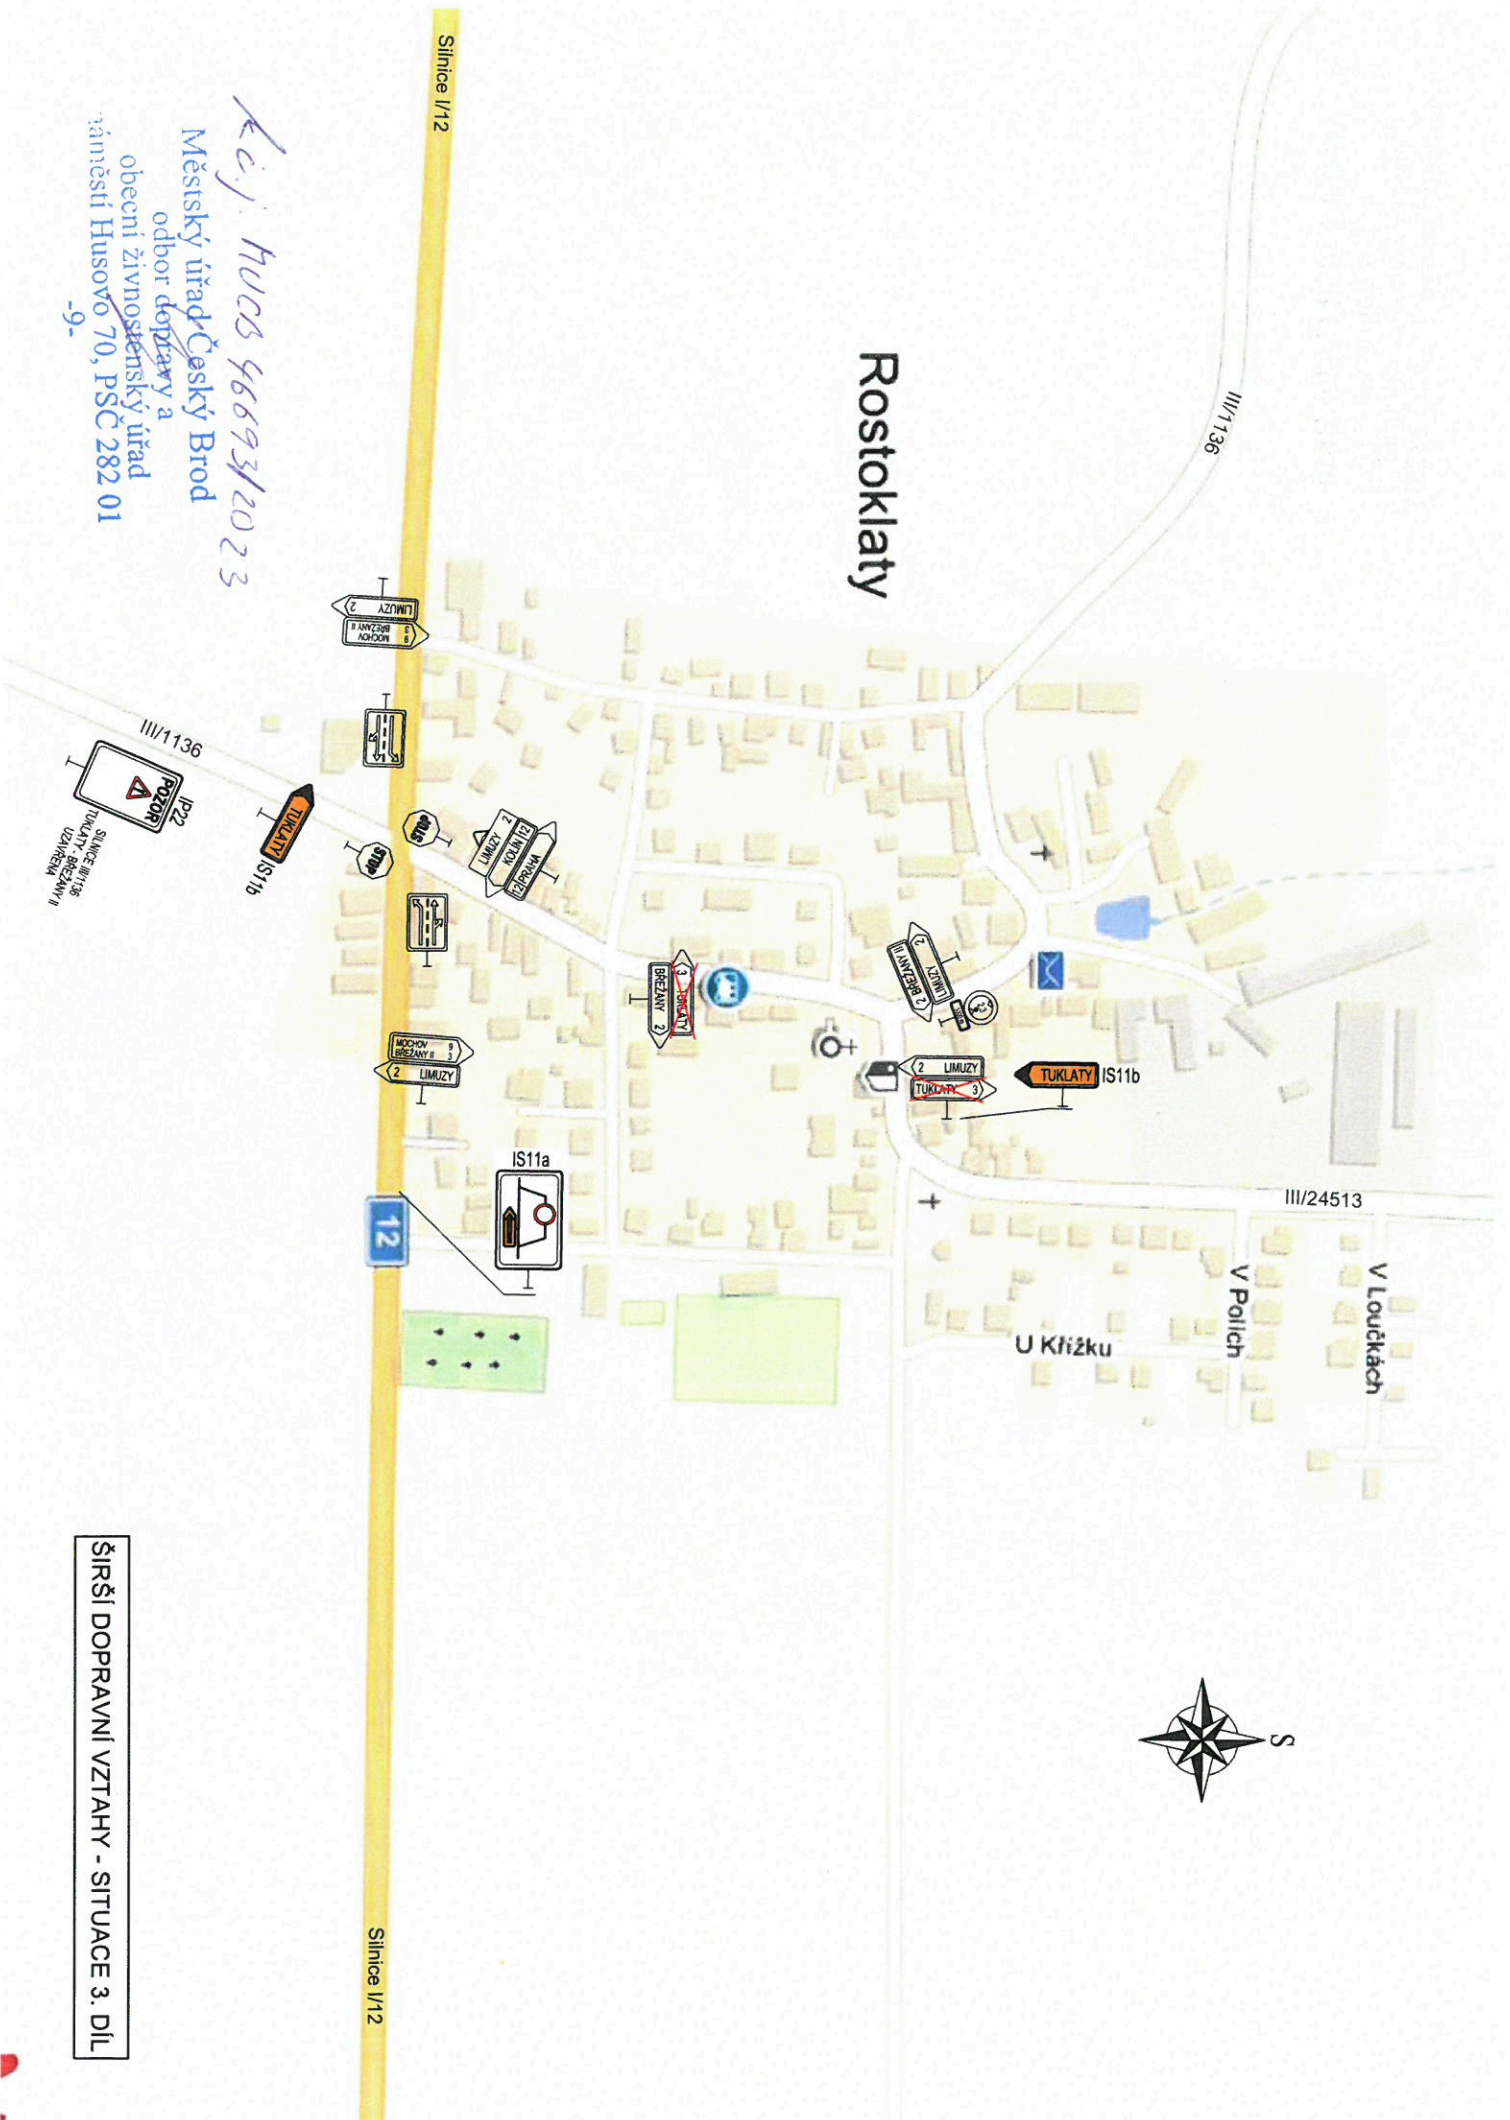 Rostoklaty
III/1136
III/24513
V Loučkách
V Polích
U Křížku
TUKLATY
IS11b
2 LIMUZY
TUKLATY 3
2 LIMUZY
2 BŘEŽANY II
3 TUKLATY
BŘEŽANY 2
LIMUZY 2
KOLÍN 12
12 PRAHA
STOP
STOP
LIMUZY 2
9 MOCHOV
3 BŘEŽANY II
MOCHOV 9
BŘEŽANY II 3
2 LIMUZY
IS11a
12
Silnice I/12
Silnice I/12
III/1136
TUKLATY
IS11b
IP22
POZOR
SILNICE III/1136
TUKLATY - BŘEŽANY II
UZAVŘENA
S
K č.j. MUCB 46693/2023
Městský úřad Český Brod
odbor dopravy a
obecní živnostenský úřad
náměstí Husovo 70, PSČ 282 01
-9-
ŠIRŠÍ DOPRAVNÍ VZTAHY - SITUACE 3. DÍL